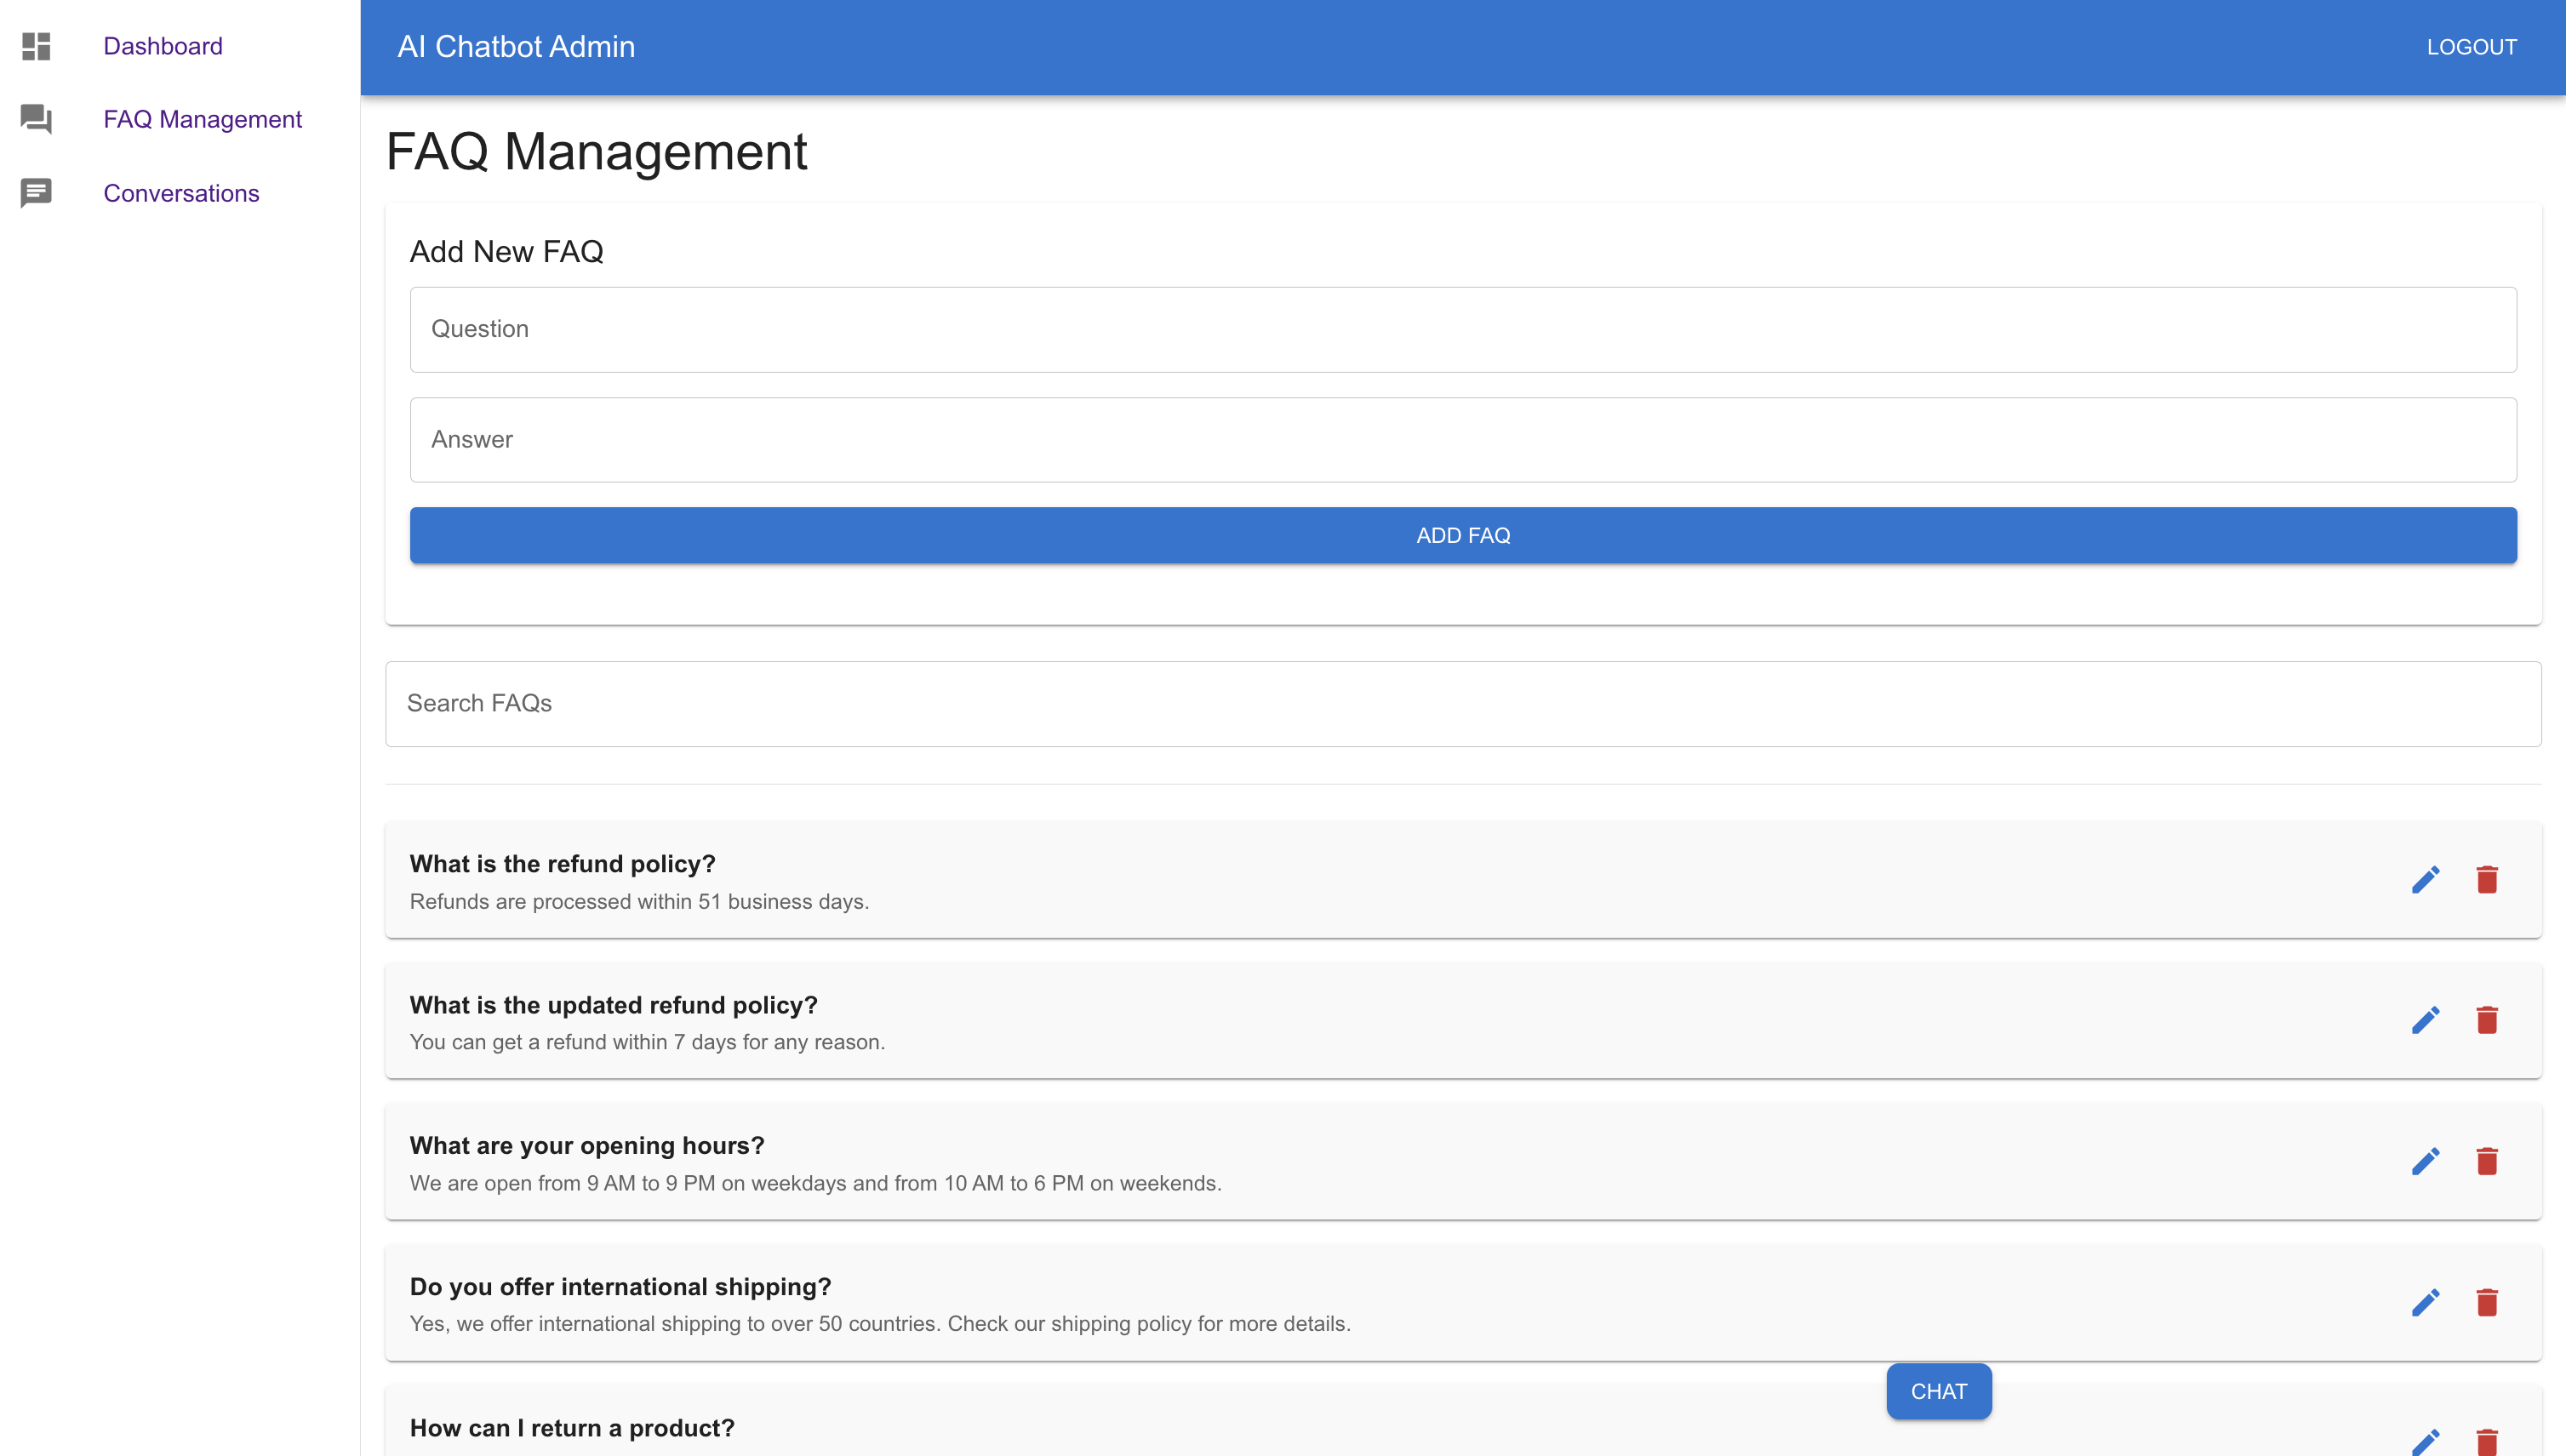 Dashboard
FAQ Management
Conversations
AI Chatbot Admin
LOGOUT
FAQ Management
Add New FAQ
Question
Answer
ADD FAQ
Search FAQs
What is the refund policy?
Refunds are processed within 51 business days.
What is the updated refund policy?
You can get a refund within 7 days for any reason.
What are your opening hours?
We are open from 9 AM to 9 PM on weekdays and from 10 AM to 6 PM on weekends.
Do you offer international shipping?
Yes, we offer international shipping to over 50 countries. Check our shipping policy for more details.
CHAT
How can I return a product?